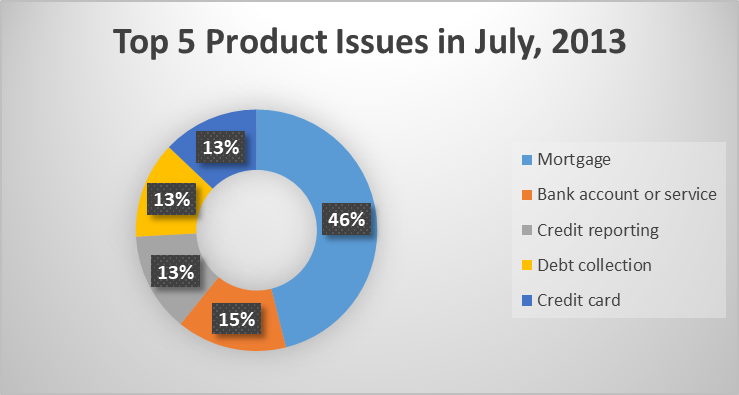 Top 5 Product Issues in July, 2013
13%
13%
46%
13%
15%
Mortgage
Bank account or service
Credit reporting
Debt collection
Credit card